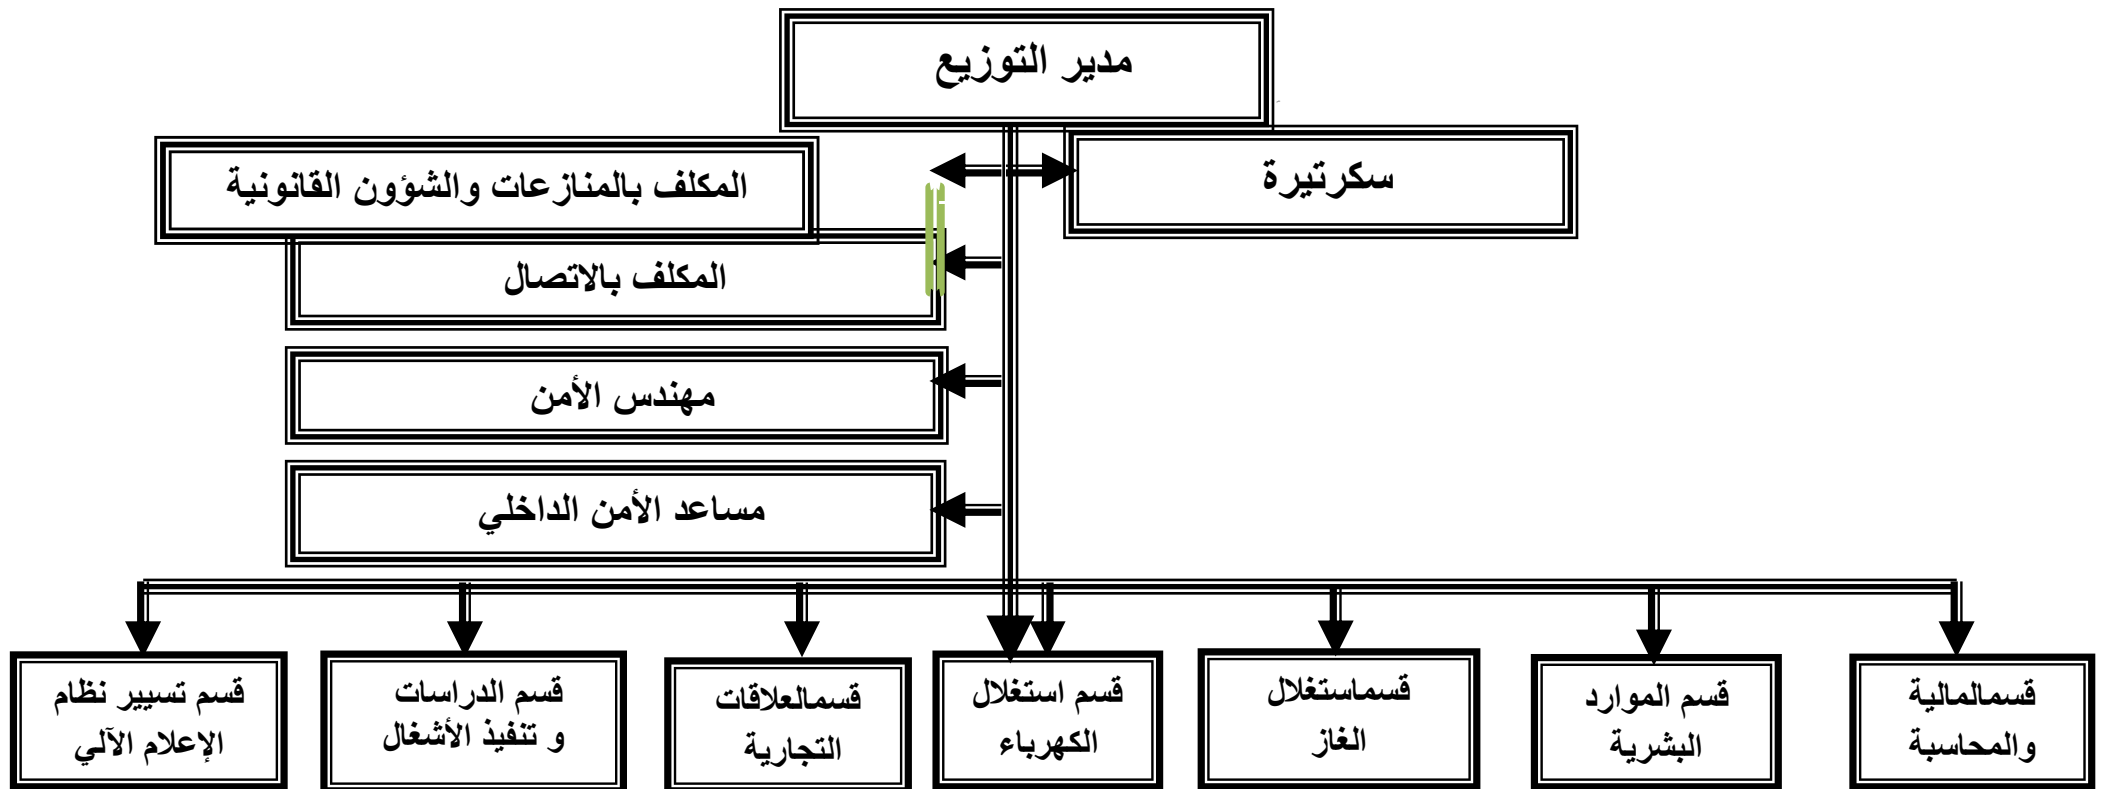 مدير التوزيع
سكرتيرة
المكلف بالمنازعات والشؤون القانونية
المكلف بالاتصال
مهندس الأمن
مساعد الأمن الداخلي
قسمالمالية
والمحاسبة
قسم الموارد
البشرية
قسماستغلال
الغاز
قسم استغلال
الكهرباء
قسمالعلاقات
التجارية
قسم الدراسات
و تنفيذ الأشغال
قسم تسيير نظام
الإعلام الآلي